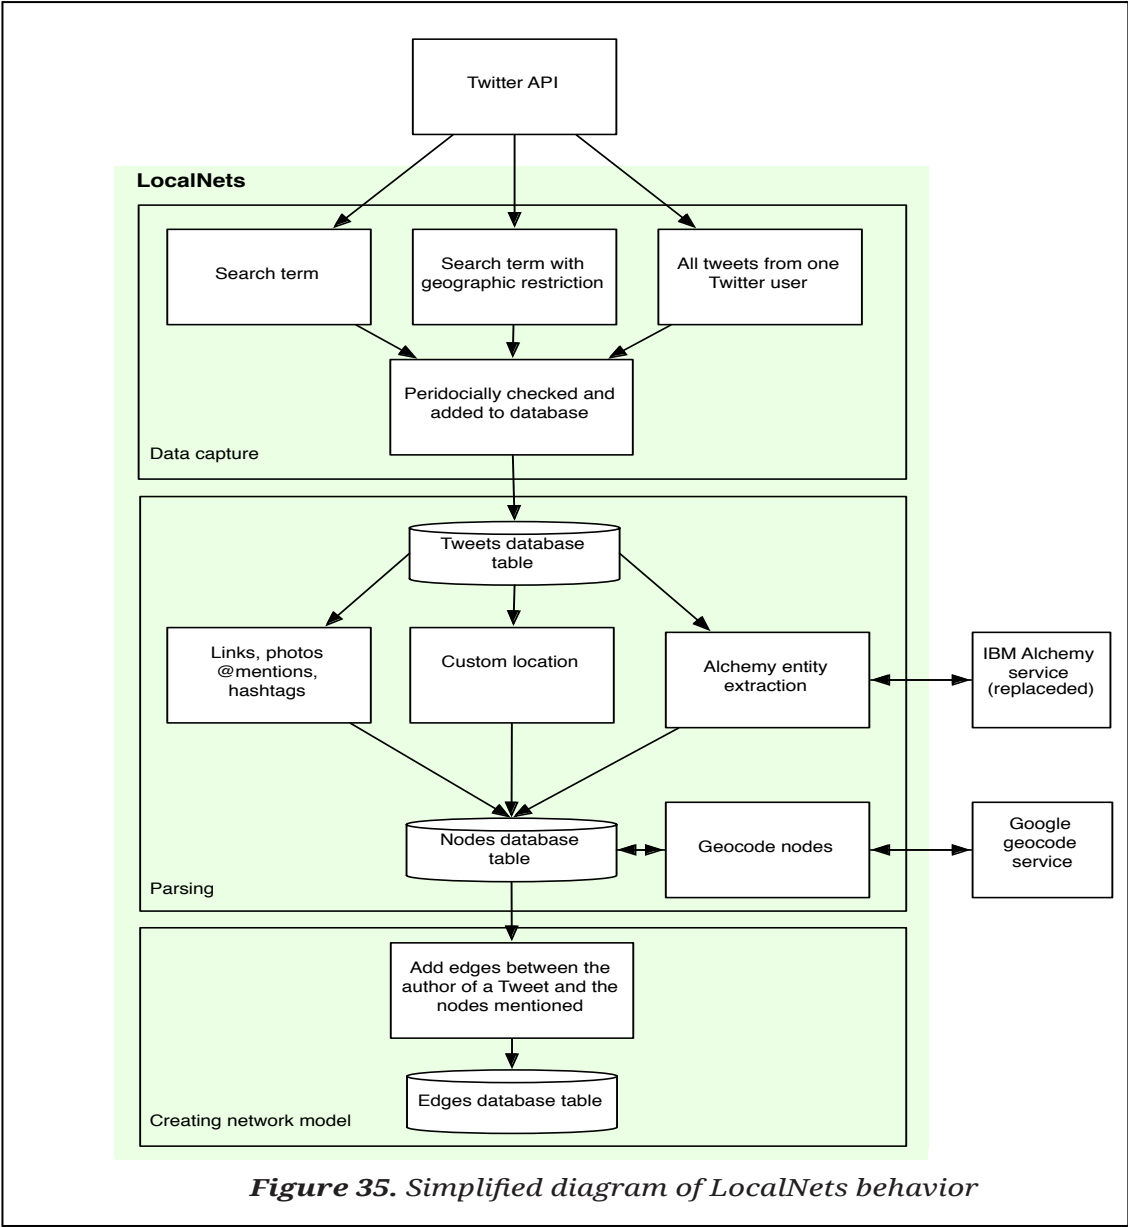 Twitter API
LocalNets
Search term
Search term with
geographic restriction
All tweets from one
Twitter user
Peridocially checked and
added to database
Data capture
Tweets database
table
Links, photos
@mentions,
hashtags
Custom location
Alchemy entity
extraction
IBM Alchemy
service
(replaceded)
Nodes database
table
Geocode nodes
Google
geocode
service
Parsing
Add edges between the
author of a Tweet and the
nodes mentioned
Edges database table
Creating network model
Figure 35. Simplified diagram of LocalNets behavior